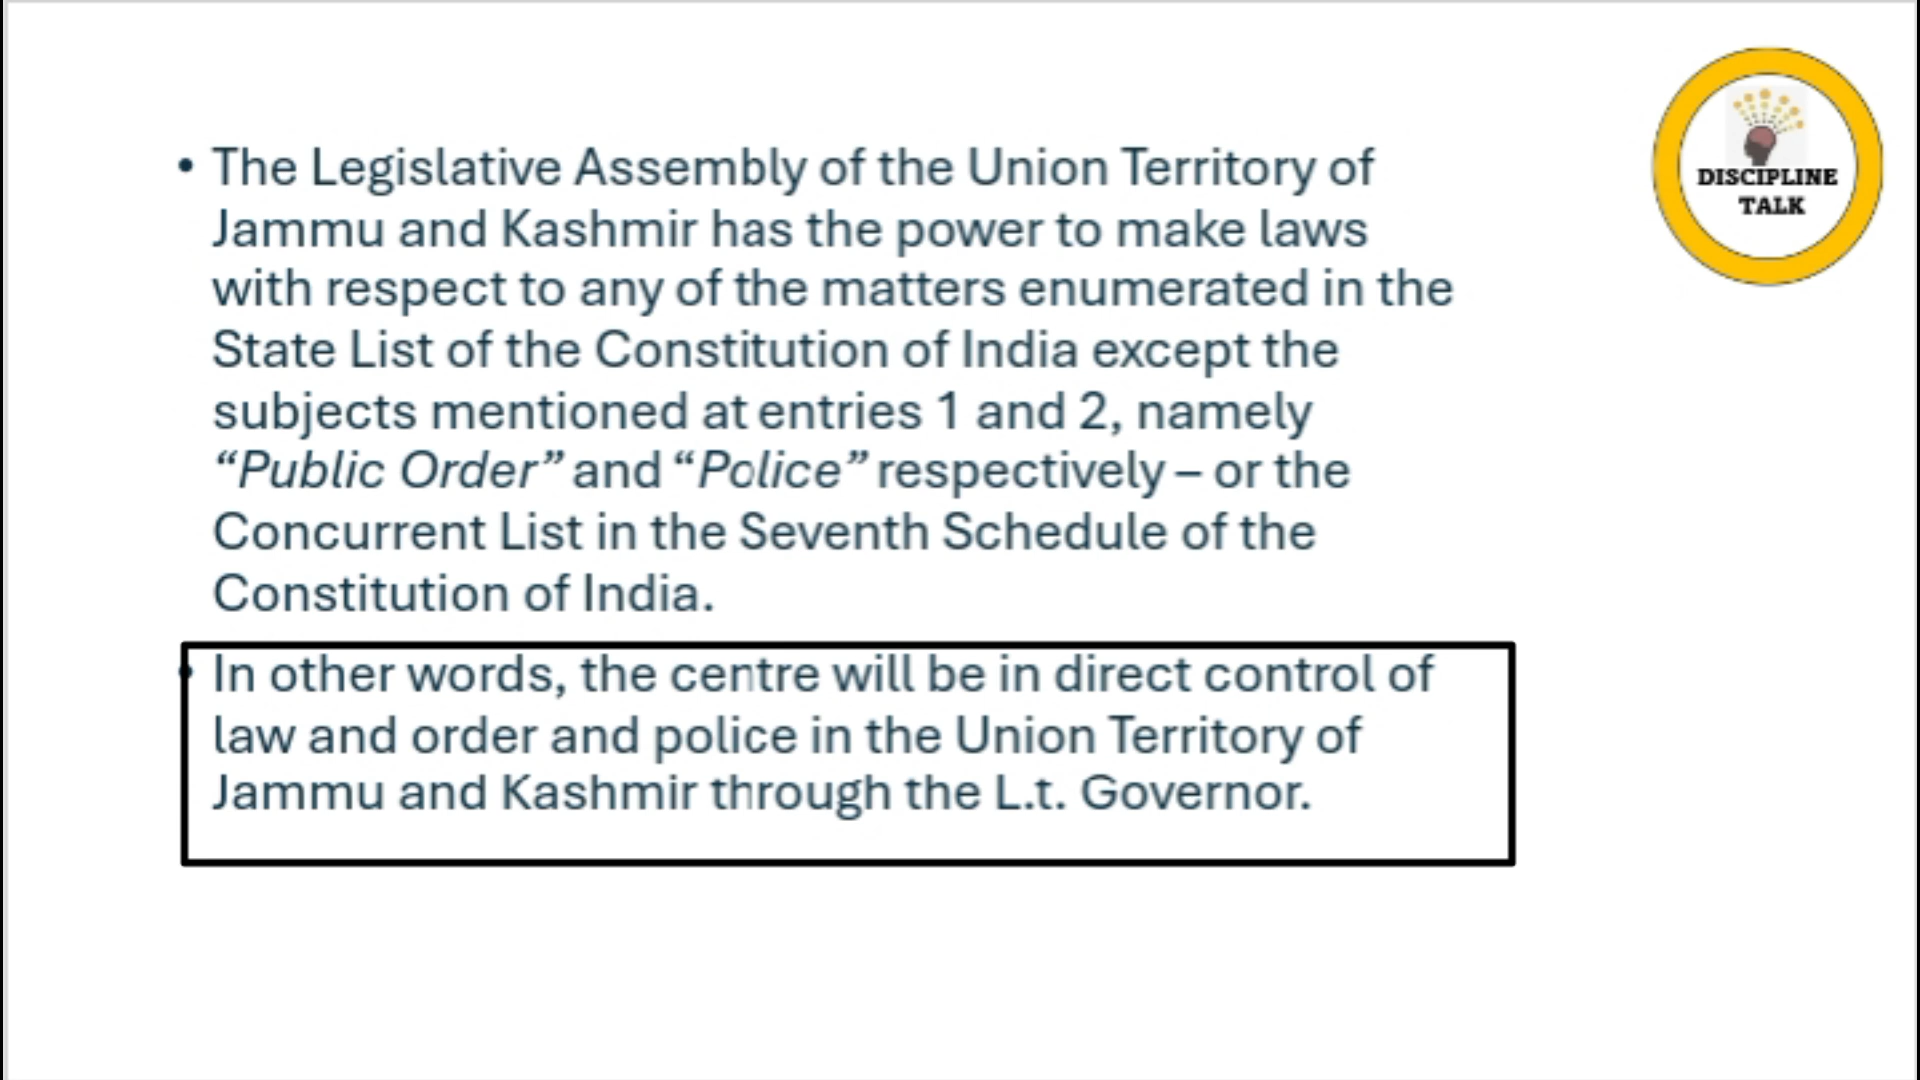 DISCIPLINE
TALK
• The Legislative Assembly of the Union Territory of
Jammu and Kashmir has the power to make laws
with respect to any of the matters enumerated in the
State List of the Constitution of India except the
subjects mentioned at entries 1 and 2, namely
“Public Order” and “Police” respectively – or the
Concurrent List in the Seventh Schedule of the
Constitution of India.
• In other words, the centre will be in direct control of
law and order and police in the Union Territory of
Jammu and Kashmir through the L.t. Governor.